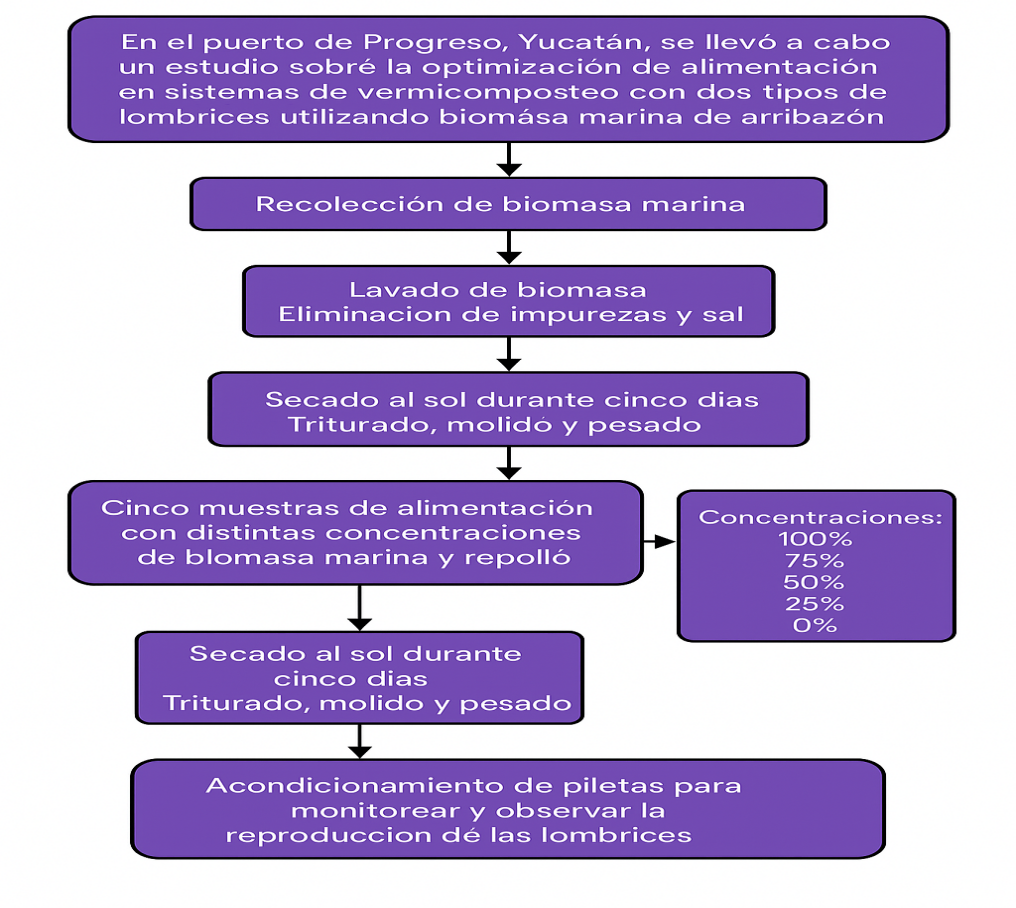 En el puerto de Progreso, Yucatán, se llevó a cabo
un estudio sobré la optimización de alimentación
en sistemas de vermicomposteo con dos tipos de
lombrices utilizando biomása marina de arribazón
Recolección de biomasa marina
Lavado de biomasa
Eliminacion de impurezas y sal
Secado al sol durante cinco dias
Triturado, molidó y pesado
Cinco muestras de alimentación
con distintas concentraciones
de blomasa marina y repolló
Concentraciones:
100%
75%
50%
25%
0%
Secado al sol durante
cinco dias
Triturado, molido y pesado
Acondicionamiento de piletas para
monitorear y observar la
reproduccion dé las lombrices